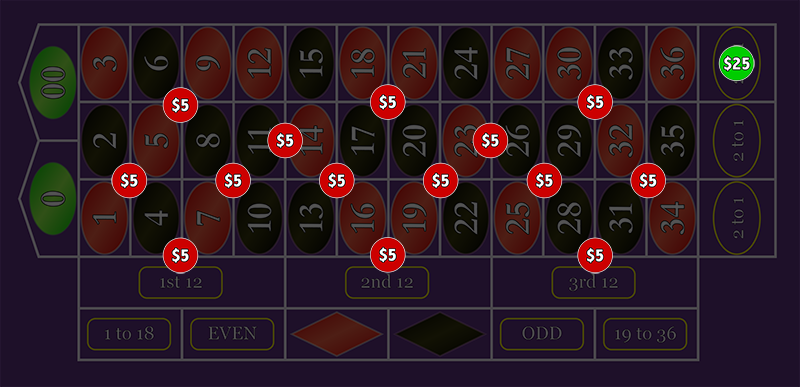 00 3 6 9 12 15 18 21 24 27 30 33 36 $25
$5 $5 $5
2 5 8 11 14 17 20 23 26 29 32 35 2 to 1
$5 $5
$5 $5 $5 $5 $5 $5
0 1 4 7 10 13 16 19 22 25 28 31 34 2 to 1
$5 $5 $5
1st 12 2nd 12 3rd 12
1 to 18 EVEN ODD 19 to 36